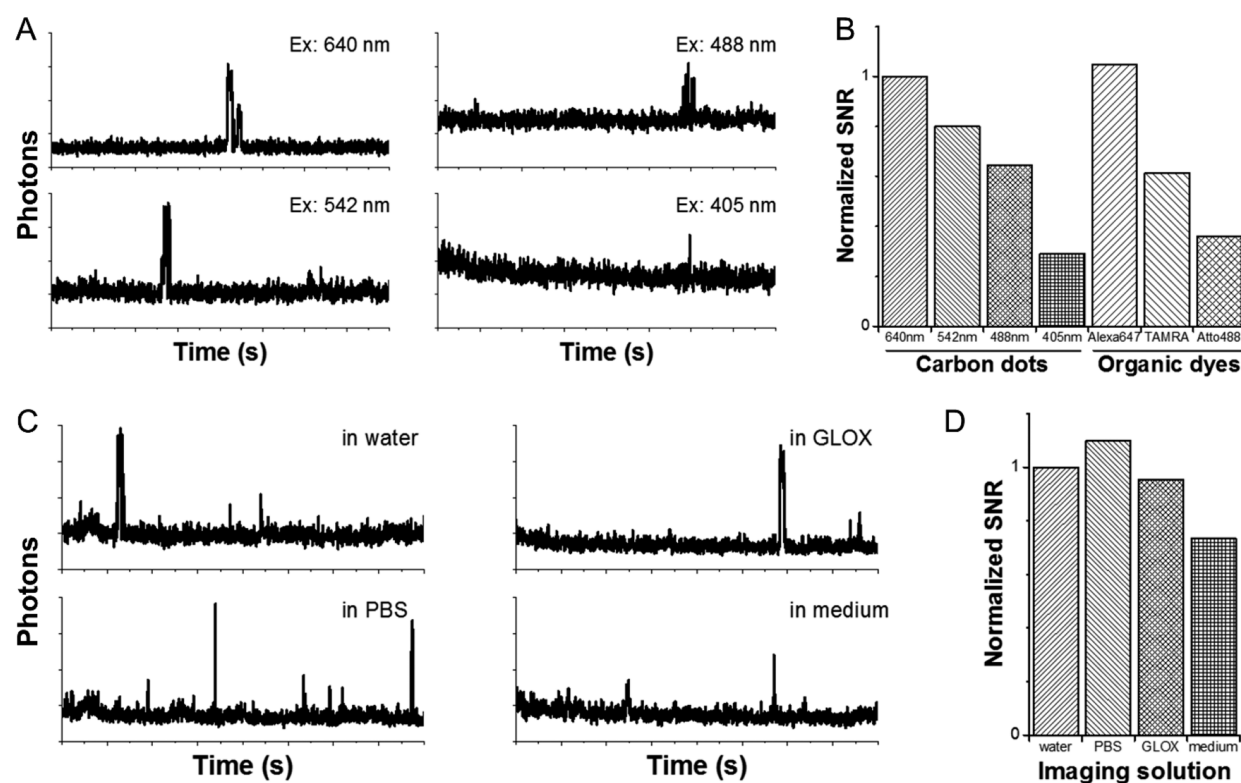 A
Photons
Ex: 640 nm
Ex: 488 nm
Ex: 542 nm
Ex: 405 nm
Time (s)
Time (s)
B
Normalized SNR
1
0
640nm 542nm 488nm 405nm Alexa647 TAMRA Atto488
Carbon dots Organic dyes
C
Photons
in water
in GLOX
in PBS
in medium
Time (s)
Time (s)
D
Normalized SNR
1
0
water PBS GLOX medium
Imaging solution